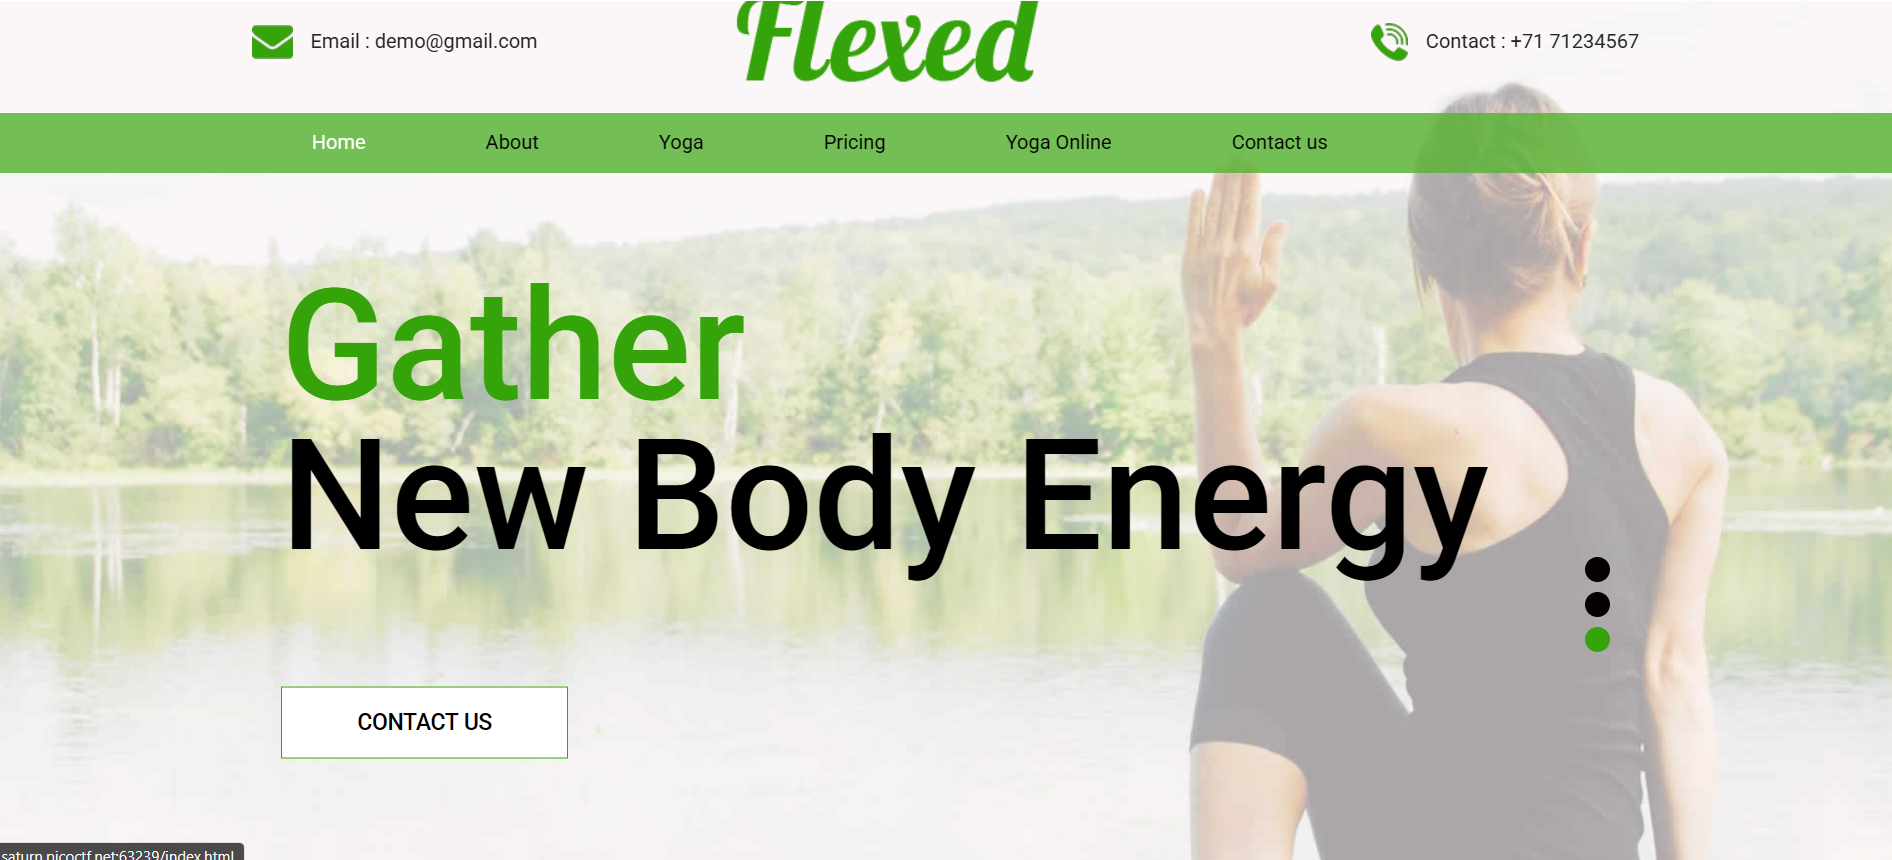 Email : demo@gmail.com
Flexed
Contact : +71 71234567
Home About Yoga Pricing Yoga Online Contact us
Gather
New Body Energy
CONTACT US
saturn.picoctf.net:63239/index.html